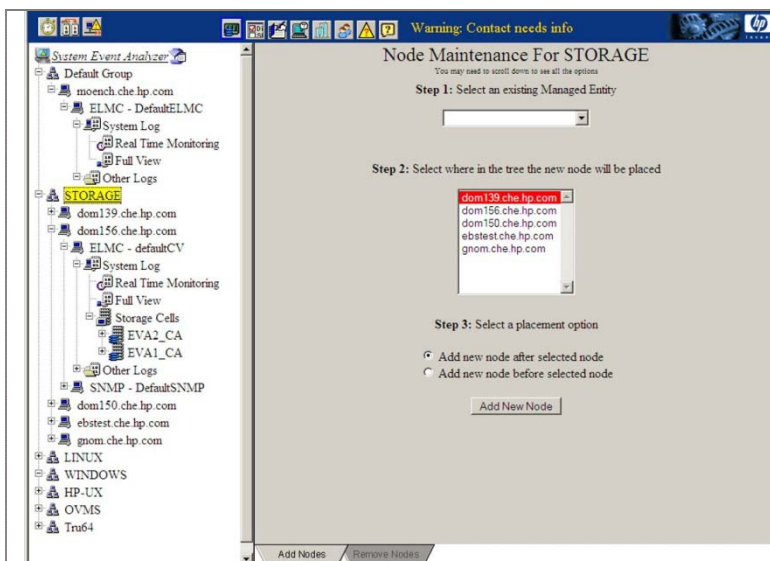 Warning: Contact needs info
hp
System Event Analyzer
Default Group
moench.che.hp.com
ELMC - DefaultELMC
System Log
Real Time Monitoring
Full View
Other Logs
STORAGE
dom139.che.hp.com
dom156.che.hp.com
ELMC - defaultCV
System Log
Real Time Monitoring
Full View
Storage Cells
EVA2_CA
EVA1_CA
Other Logs
SNMP - DefaultSNMP
dom150.che.hp.com
ebstest.che.hp.com
gnom.che.hp.com
LINUX
WINDOWS
HP-UX
OVMS
Tru64
Node Maintenance For STORAGE
You may need to scroll down to see all the options
Step 1: Select an existing Managed Entity
Step 2: Select where in the tree the new node will be placed
dom139.che.hp.com
dom156.che.hp.com
dom150.che.hp.com
ebstest.che.hp.com
gnom.che.hp.com
Step 3: Select a placement option
Add new node after selected node
Add new node before selected node
Add New Node
Add Nodes
Remove Nodes